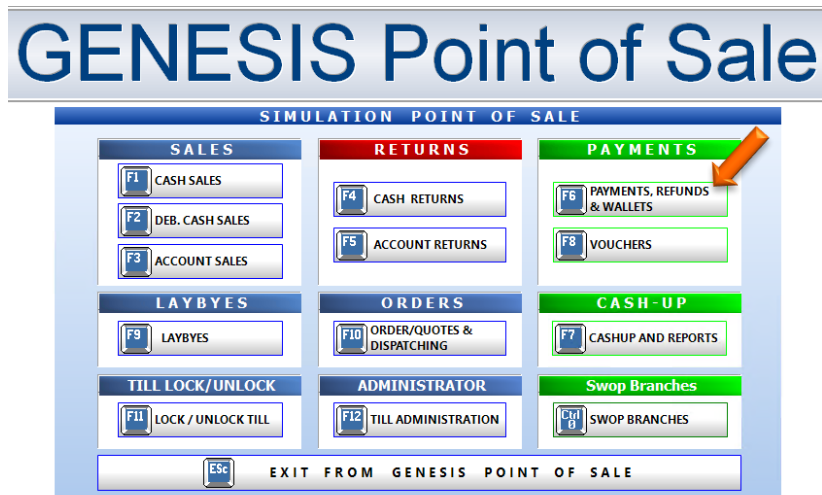 GENESIS Point of Sale
SIMULATION POINT OF SALE
SALES
F1 CASH SALES
F2 DEB. CASH SALES
F3 ACCOUNT SALES
RETURNS
F4 CASH RETURNS
F5 ACCOUNT RETURNS
PAYMENTS
F6 PAYMENTS, REFUNDS
& WALLETS
F8 VOUCHERS
LAYBYES
F9 LAYBYES
ORDERS
F10 ORDER/QUOTES &
DISPATCHING
CASH-UP
F7 CASHUP AND REPORTS
TILL LOCK/UNLOCK
F11 LOCK / UNLOCK TILL
ADMINISTRATOR
F12 TILL ADMINISTRATION
Swop Branches
Ctrl
0
SWOP BRANCHES
ESc EXIT FROM GENESIS POINT OF SALE